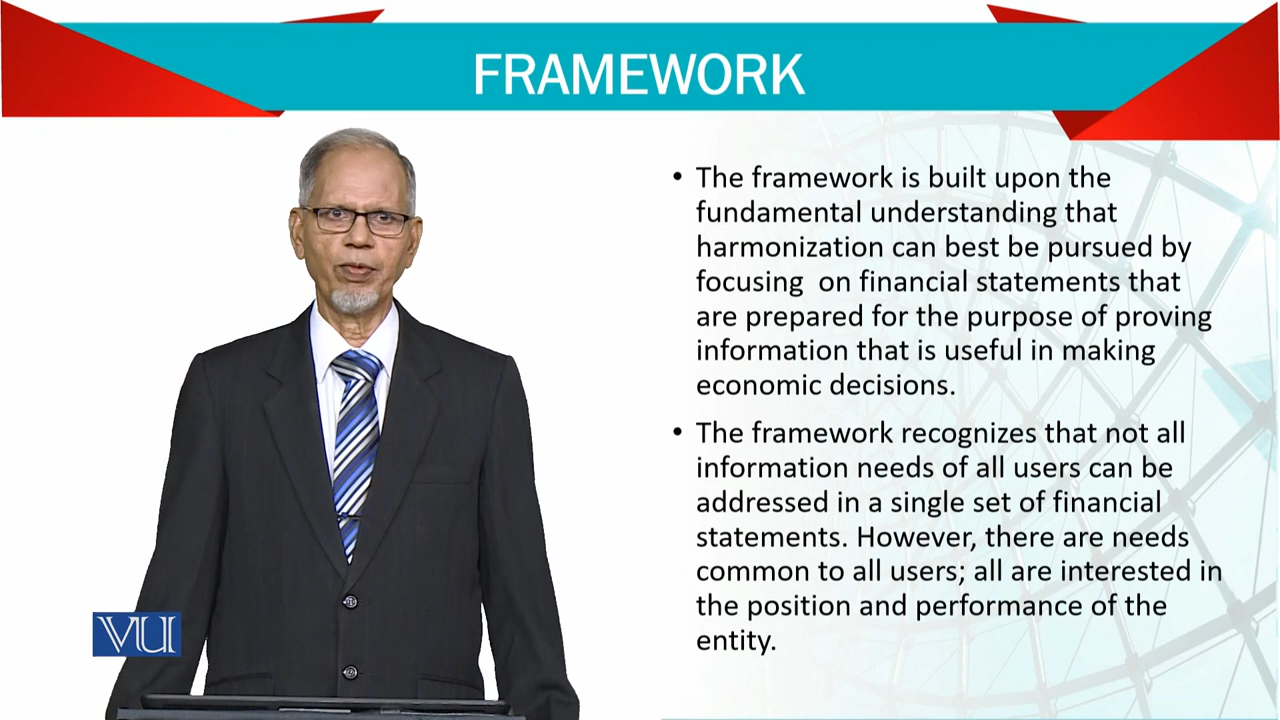 FRAMEWORK
• The framework is built upon the
fundamental understanding that
harmonization can best be pursued by
focusing  on financial statements that
are prepared for the purpose of proving
information that is useful in making
economic decisions.
• The framework recognizes that not all
information needs of all users can be
addressed in a single set of financial
statements. However, there are needs
common to all users; all are interested in
the position and performance of the
entity.
VU